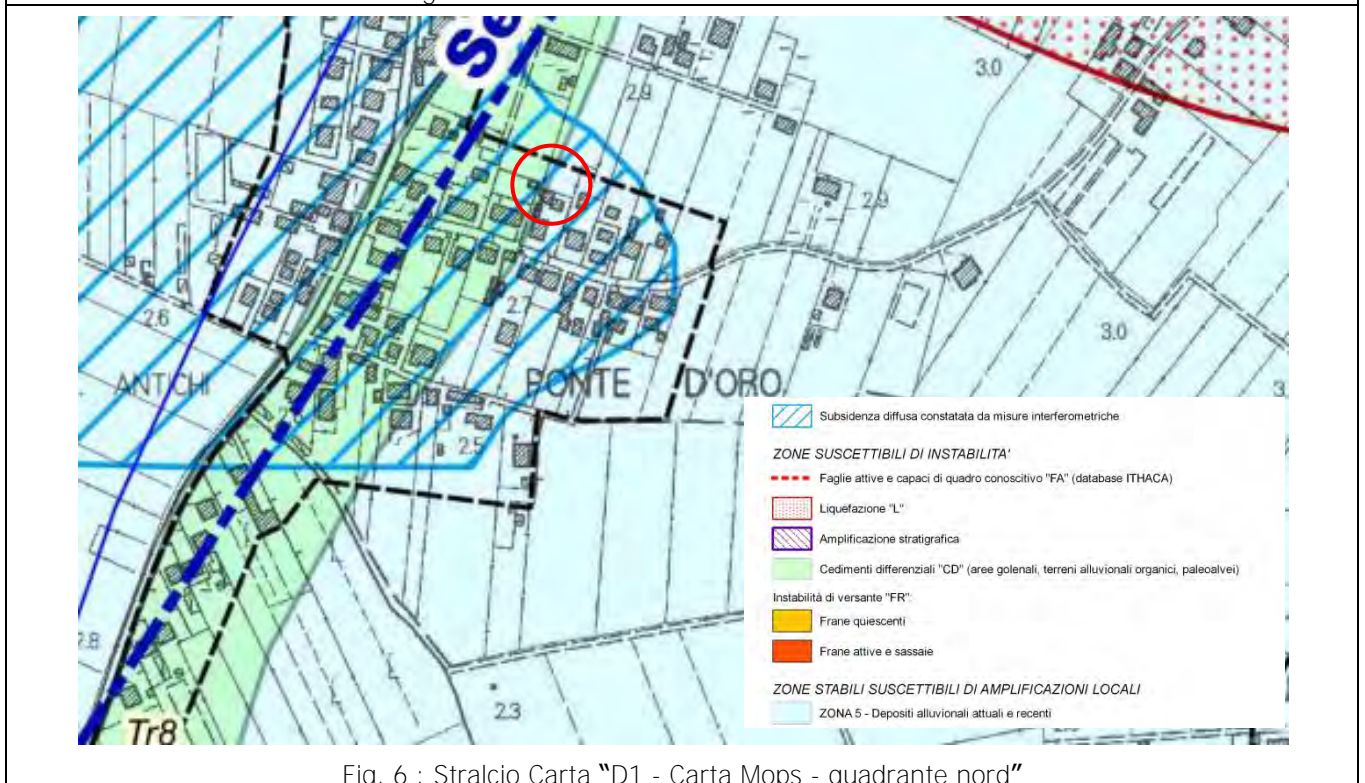 Se
3.0
2.9
2.9
2.6
2.7
3.0
ANTICHI
PONTE D'ORO
2.5
2.8
2.3
Tr8
Subsidenza diffusa constatata da misure interferometriche
ZONE SUSCETTIBILI DI INSTABILITA'
Faglie attive e capaci di quadro conoscitivo "FA" (database ITHACA)
Liquefazione "L"
Amplificazione stratigrafica
Cedimenti differenziali "CD" (aree golenali, terreni alluvionali organici, paleoalvei)
Instabilità di versante "FR":
Frane quiescenti
Frane attive e sassaie
ZONE STABILI SUSCETTIBILI DI AMPLIFICAZIONI LOCALI
ZONA 5 - Depositi alluvionali attuali e recenti
Fig. 6 : Stralcio Carta "D1 - Carta Mops - quadrante nord"